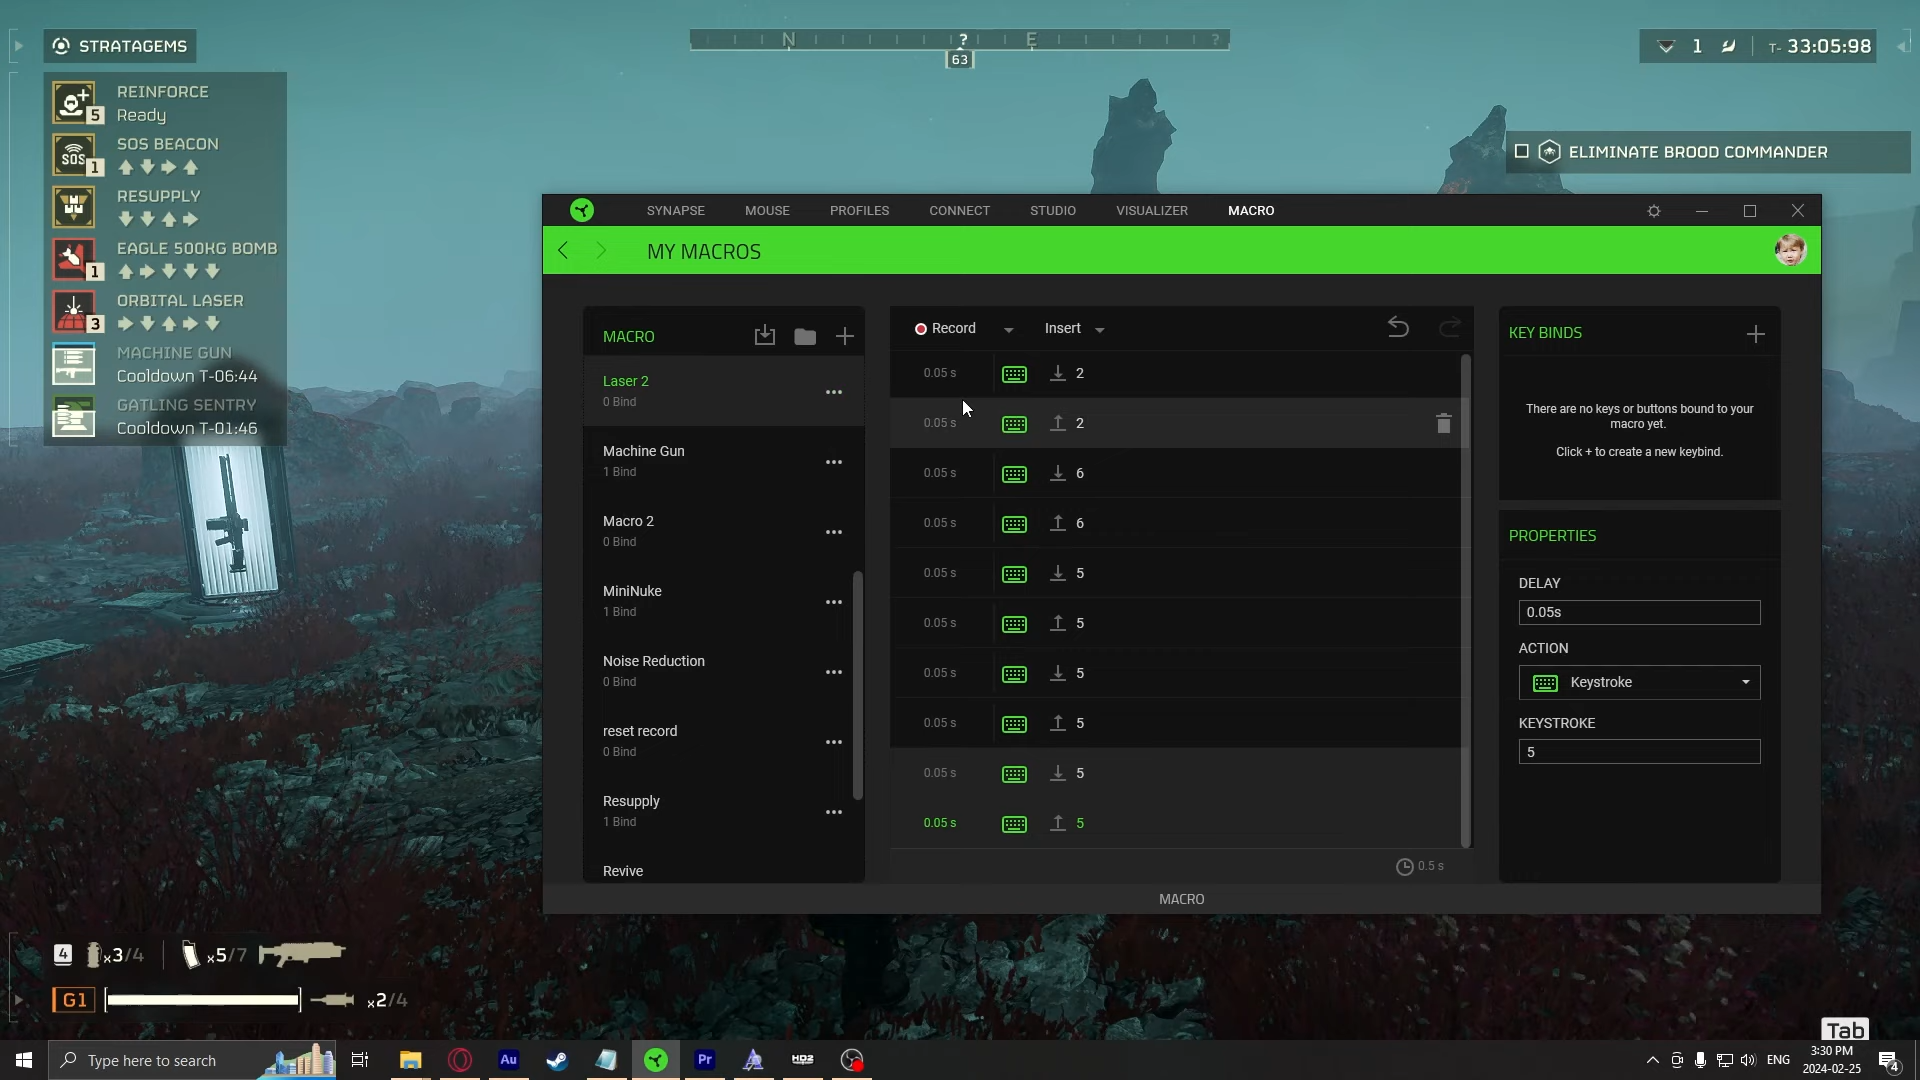 STRATAGEMS
REINFORCE
5
Ready
SOS BEACON
SOS
1
RESUPPLY
EAGLE 500KG BOMB
1
ORBITAL LASER
3
MACHINE GUN
Cooldown T-06:44
GATLING SENTRY
Cooldown T-01:46
N ? E ?
63
1 T- 33:05:98
ELIMINATE BROOD COMMANDER
SYNAPSE MOUSE PROFILES CONNECT STUDIO VISUALIZER MACRO
MY MACROS
MACRO
Laser 2
0 Bind
Machine Gun
1 Bind
Macro 2
0 Bind
MiniNuke
1 Bind
Noise Reduction
0 Bind
reset record
0 Bind
Resupply
1 Bind
Revive
Record Insert
0.05 s 2
0.05 s 2
0.05 s 6
0.05 s 6
0.05 s 5
0.05 s 5
0.05 s 5
0.05 s 5
0.05 s 5
0.05 s 5
0.5 s
KEY BINDS
There are no keys or buttons bound to your
macro yet.
Click + to create a new keybind.
PROPERTIES
DELAY
0.05s
ACTION
Keystroke
KEYSTROKE
5
MACRO
4 x3/4 x5/7
G1 x2/4
Tab
Type here to search
Au
Pr
HD2
ENG
3:30 PM
2024-02-25
4